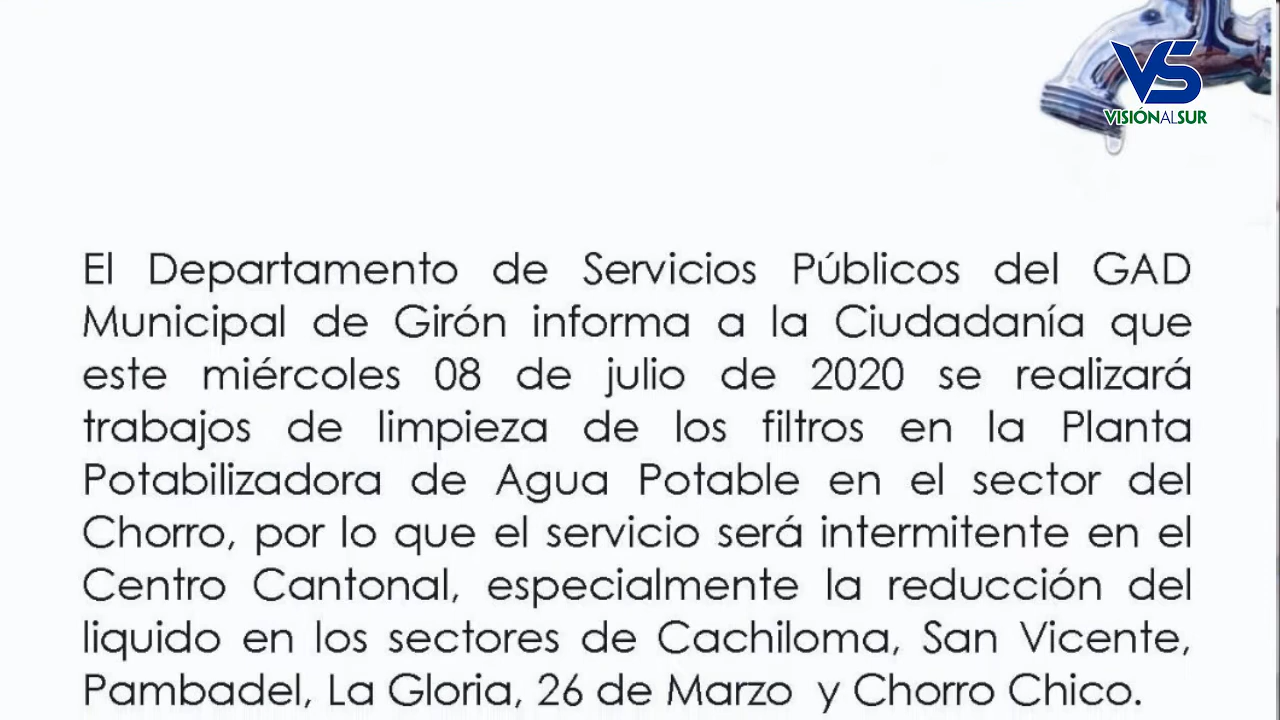 VS
VISIÓNALSUR
El Departamento de Servicios Públicos del GAD
Municipal de Girón informa a la Ciudadanía que
este miércoles 08 de julio de 2020 se realizará
trabajos de limpieza de los filtros en la Planta
Potabilizadora de Agua Potable en el sector del
Chorro, por lo que el servicio será intermitente en el
Centro Cantonal, especialmente la reducción del
liquido en los sectores de Cachiloma, San Vicente,
Pambadel, La Gloria, 26 de Marzo y Chorro Chico.